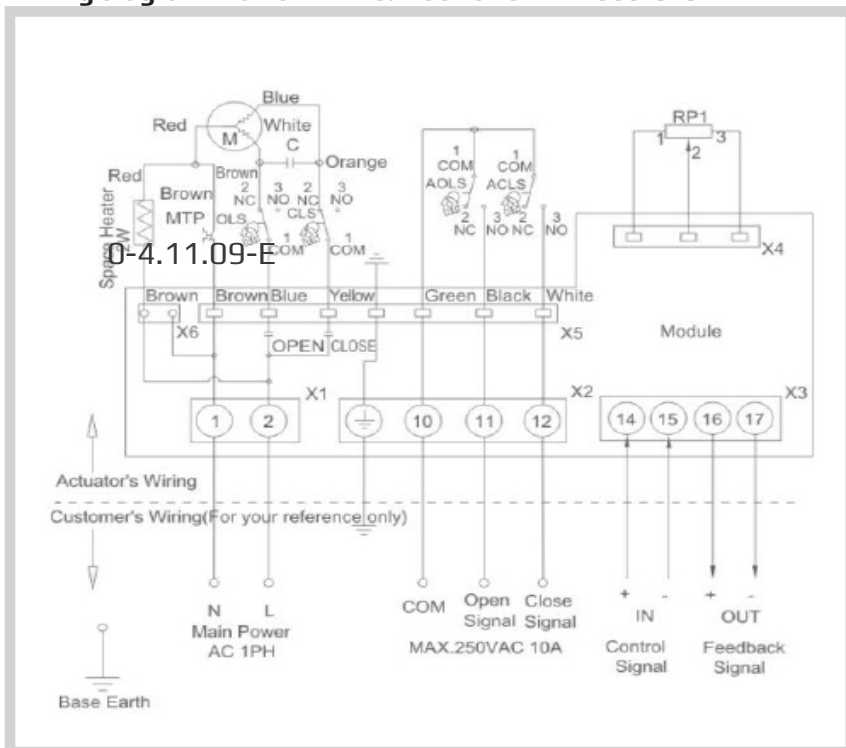 Blue
Red
White
M
C
Orange
Red
Brown
Brown
2
NC
3
NO
2
NC
3
NO
MTP
OLS
CLS
1
COM
1
COM
Space Heater
2W
0-4.11.09-E
1
COM
AOLS
1
COM
ACLS
2
NC
3
NO
2
NC
3
NO
RP1
1
2
3
X4
Brown
Brown
Blue
Yellow
Green
Black
White
X6
X5
OPEN
CLOSE
Module
X1
X2
X3
1
2
10
11
12
14
15
16
17
Actuator's Wiring
Customer's Wiring(For your reference only)
N
L
Main Power
AC 1PH
COM
Open
Signal
Close
Signal
MAX.250VAC 10A
+
-
IN
Control
Signal
+
-
OUT
Feedback
Signal
Base Earth